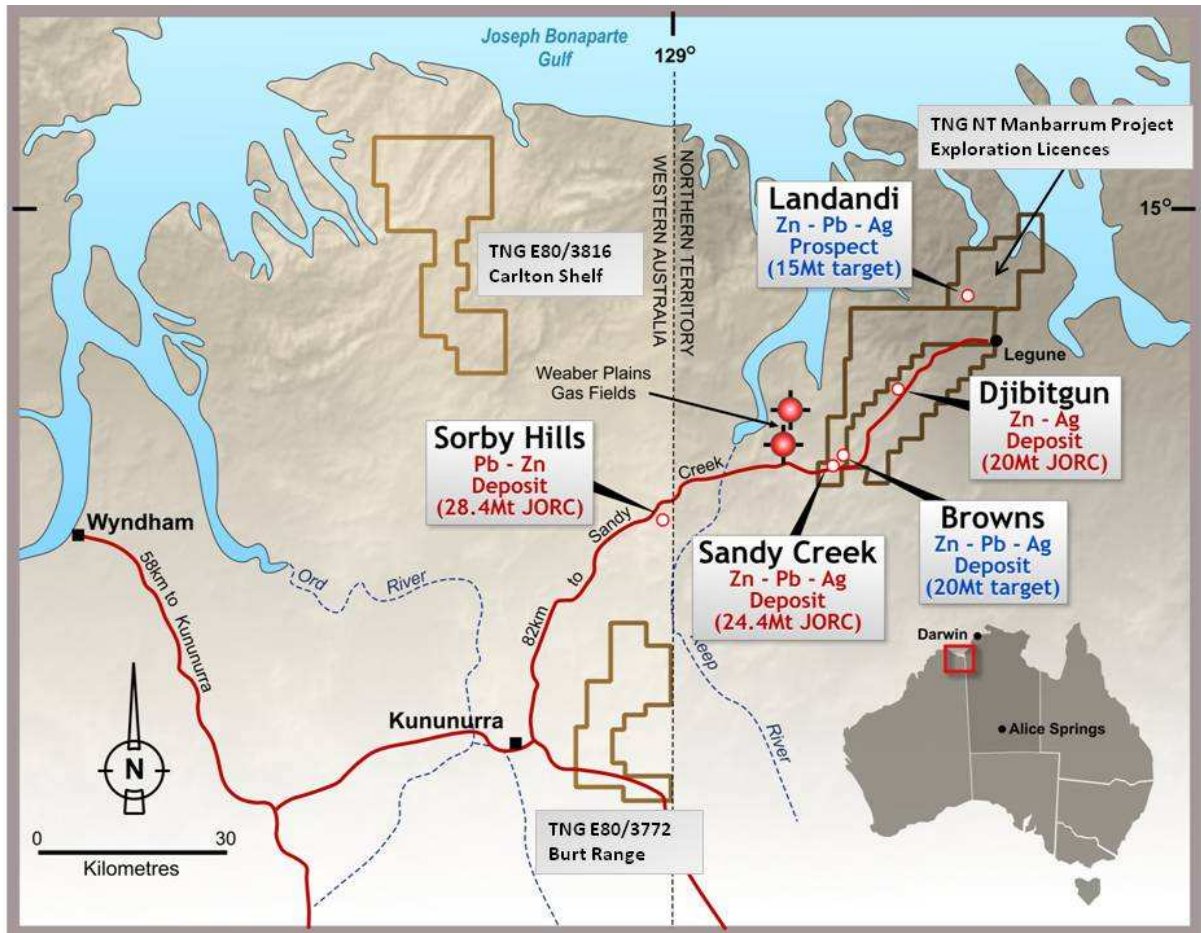 Joseph Bonaparte
Gulf
129°
TNG NT Manbarrum Project
Exploration Licences
NORTHERN TERRITORY
WESTERN AUSTRALIA
Landandi
Zn - Pb - Ag
Prospect
(15Mt target)
15°
TNG E80/3816
Carlton Shelf
Legune
Weaber Plains
Gas Fields
Djibitgun
Zn - Ag
Deposit
(20Mt JORC)
Sorby Hills
Pb - Zn
Deposit
(28.4Mt JORC)
82km to Sandy Creek
Browns
Zn - Pb - Ag
Deposit
(20Mt target)
Wyndham
58km to Kununurra
Ord River
Sandy Creek
Zn - Pb - Ag
Deposit
(24.4Mt JORC)
River
Darwin
Alice Springs
Kununurra
N
TNG E80/3772
Burt Range
0 30
Kilometres